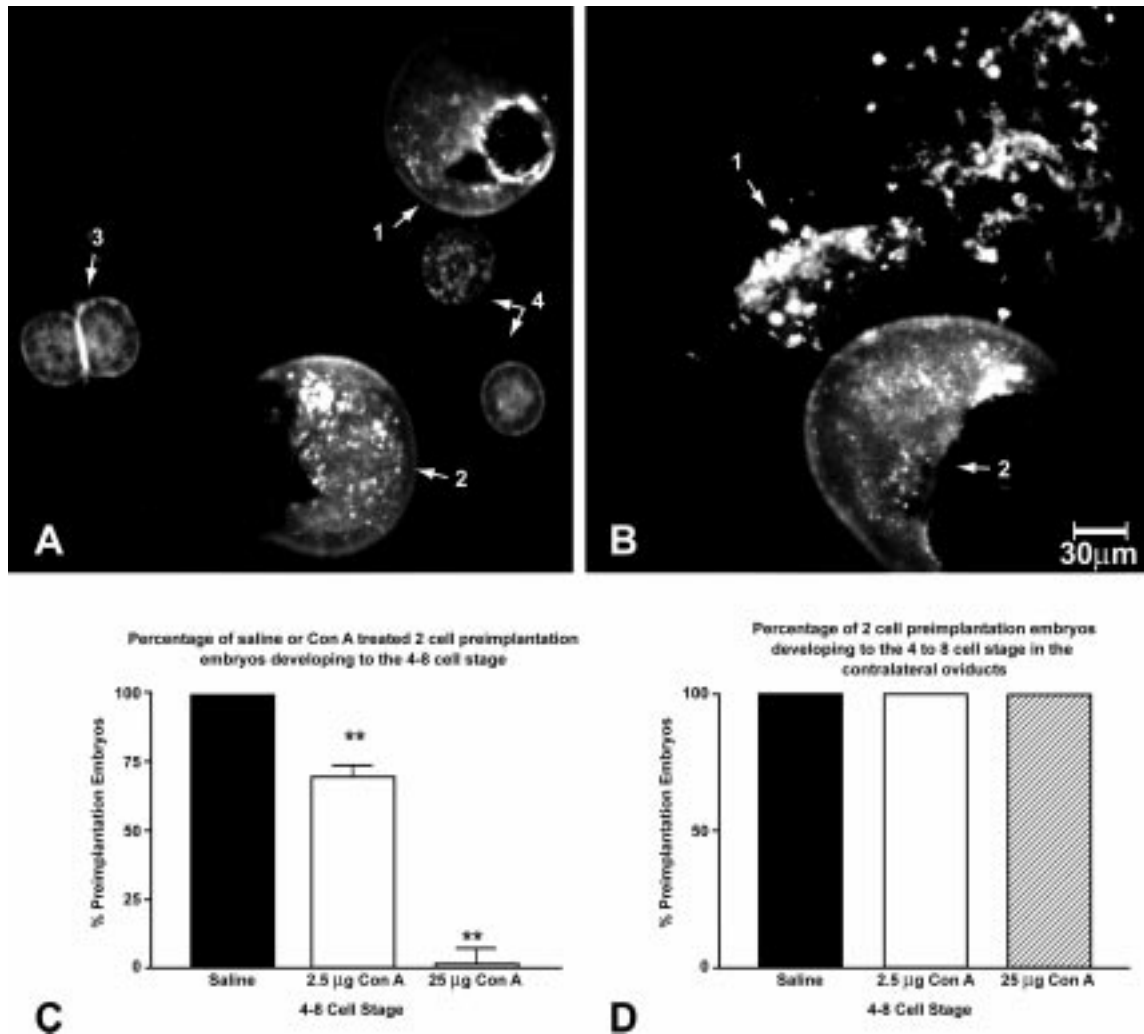 1
3
4
2
A
1
2
B
30μm
Percentage of saline or Con A treated 2 cell preimplantation
embryos developing to the 4-8 cell stage
% Preimplantation Embryos
100
75
50
25
0
**
**
Saline
2.5 μg Con A
25 μg Con A
4-8 Cell Stage
C
Percentage of 2 cell preimplantation embryos
developing to the 4 to 8 cell stage in the
contralateral oviducts
% Preimplantation Embryos
100
50
0
Saline
2.5 μg Con A
25 μg Con A
4-8 Cell Stage
D